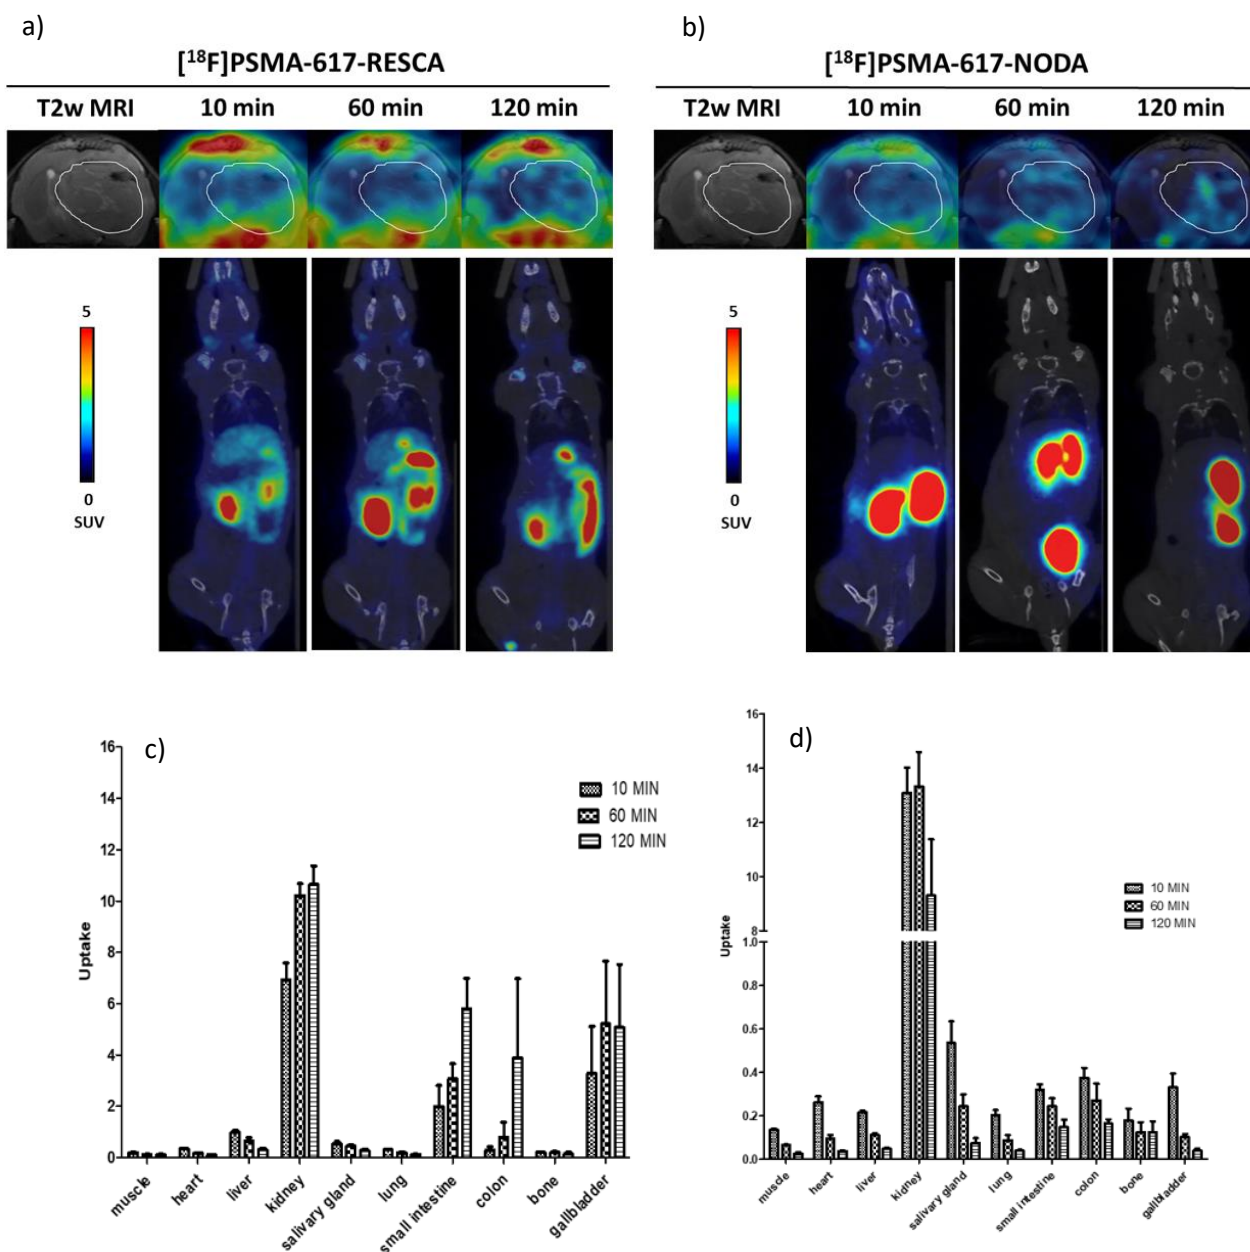 a)
[¹⁸F]PSMA-617-RESCA
T2w MRI 10 min 60 min 120 min
5
0
SUV
b)
[¹⁸F]PSMA-617-NODA
T2w MRI 10 min 60 min 120 min
5
0
SUV
c)
16
14
12
10
8
6
4
2
0
Uptake
10 MIN
60 MIN
120 MIN
muscle
heart
liver
kidney
salivary gland
lung
small intestine
colon
bone
gallbladder
d)
16
14
12
10
8
1.0
0.8
0.6
0.4
0.2
0.0
Uptake
10 MIN
60 MIN
120 MIN
muscle
heart
liver
kidney
salivary gland
lung
small intestine
colon
bone
gallbladder